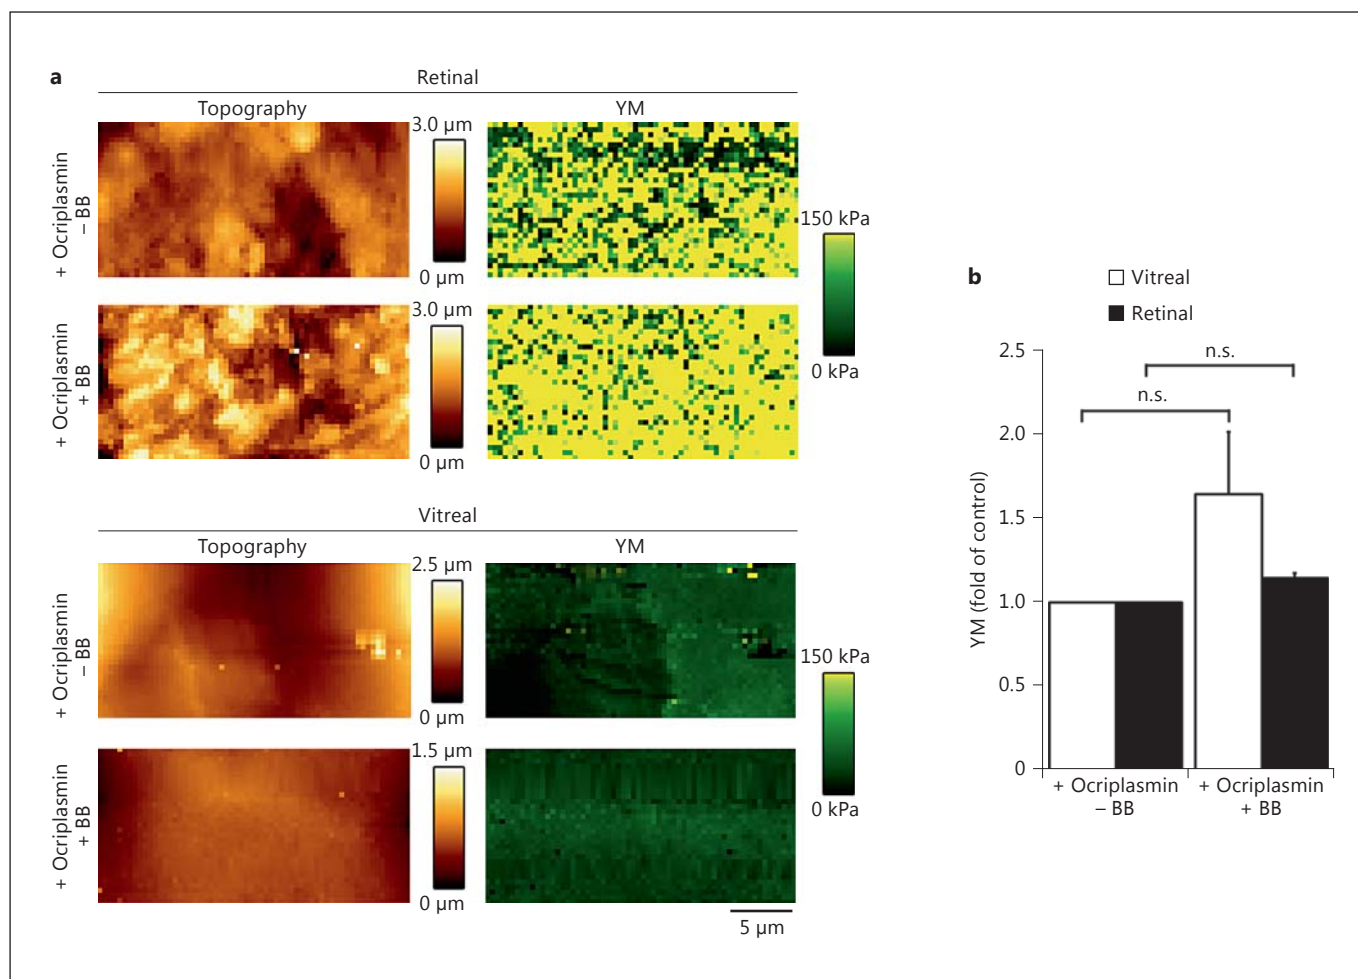 a
Retinal
Topography
YM
+ Ocriplasmin
– BB
3.0 µm
0 µm
150 kPa
0 kPa
+ Ocriplasmin
+ BB
3.0 µm
0 µm
Vitreal
Topography
YM
+ Ocriplasmin
– BB
2.5 µm
0 µm
150 kPa
0 kPa
+ Ocriplasmin
+ BB
1.5 µm
0 µm
5 µm
b
Vitreal
Retinal
YM (fold of control)
2.5
2.0
1.5
1.0
0.5
0
n.s.
n.s.
+ Ocriplasmin
– BB
+ Ocriplasmin
+ BB